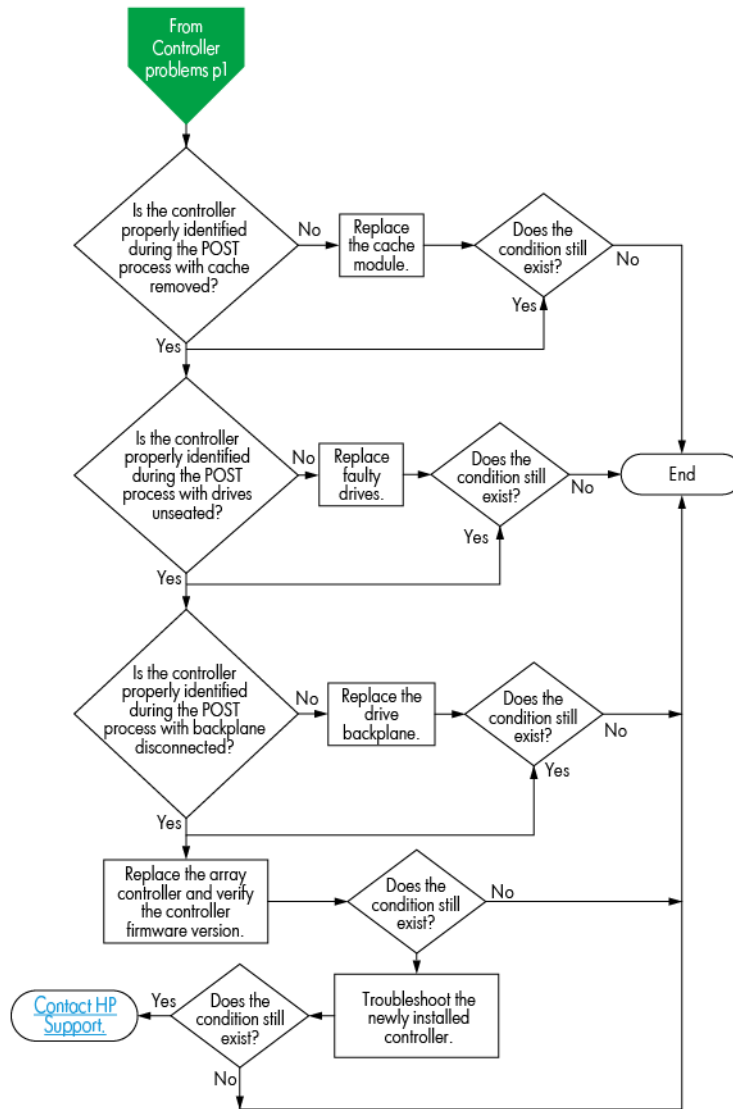 From
Controller
problems p1
Is the controller
properly identified
during the POST
process with cache
removed?
No
Replace
the cache
module.
Does the
condition still
exist?
No
Yes
Yes
Is the controller
properly identified
during the POST
process with drives
unseated?
No
Replace
faulty
drives.
Does the
condition still
exist?
No
End
Yes
Yes
Is the controller
properly identified
during the POST
process with backplane
disconnected?
No
Replace the
drive
backplane.
Does the
condition still
exist?
No
Yes
Yes
Replace the array
controller and verify
the controller
firmware version.
Does the
condition still
exist?
No
Troubleshoot the
newly installed
controller.
Does the
condition still
exist?
Yes
Contact HP
Support.
No